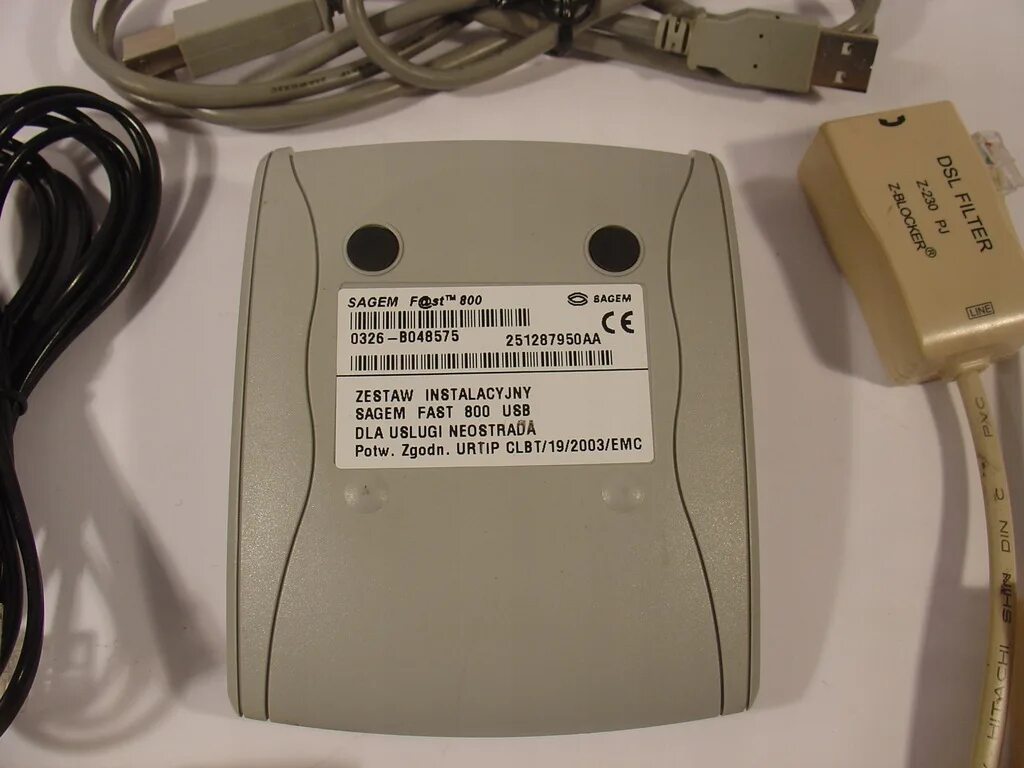 SAGEM F@st™ 800
SAGEM
0326-B048575
251287950AA
CE
ZESTAW INSTALACYJNY
SAGEM FAST 800 USB
DLA USLUGI NEOSTRADA
Potw. Zgodn. URTiP CLBT/19/2003/EMC
DSL FILTER
Z-230 PJ
Z-BLOCKER®
LINE
HITACHI